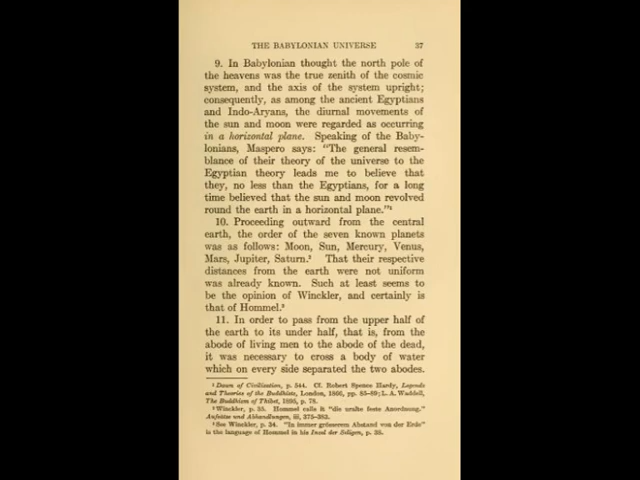 THE BABYLONIAN UNIVERSE 37
9. In Babylonian thought the north pole of
the heavens was the true zenith of the cosmic
system, and the axis of the system upright;
consequently, as among the ancient Egyptians
and Indo-Aryans, the diurnal movements of
the sun and moon were regarded as occurring
in a horizontal plane. Speaking of the Baby-
lonians, Maspero says: "The general resem-
blance of their theory of the universe to the
Egyptian theory leads me to believe that
they, no less than the Egyptians, for a long
time believed that the sun and moon revolved
round the earth in a horizontal plane."¹
10. Proceeding outward from the central
earth, the order of the seven known planets
was as follows: Moon, Sun, Mercury, Venus,
Mars, Jupiter, Saturn.² That their respective
distances from the earth were not uniform
was already known. Such at least seems to
be the opinion of Winckler, and certainly is
that of Hommel.³
11. In order to pass from the upper half of
the earth to its under half, that is, from the
abode of living men to the abode of the dead,
it was necessary to cross a body of water
which on every side separated the two abodes.
¹ Dawn of Civilization, p. 544. Cf. Robert Spence Hardy, Legends
and Theories of the Buddhists, London, 1866, pp. 85-89; L. A. Waddell,
The Buddhism of Thibet, 1895, p. 78.
² Winckler, p. 35. Hommel calls it "die uralte feste Anordnung."
Aufsätze und Abhandlungen, iii, 375-383.
³ See Winckler, p. 34. "In immer grösserem Abstand von der Erde"
is the language of Hommel in his Insel der Seligen, p. 38.